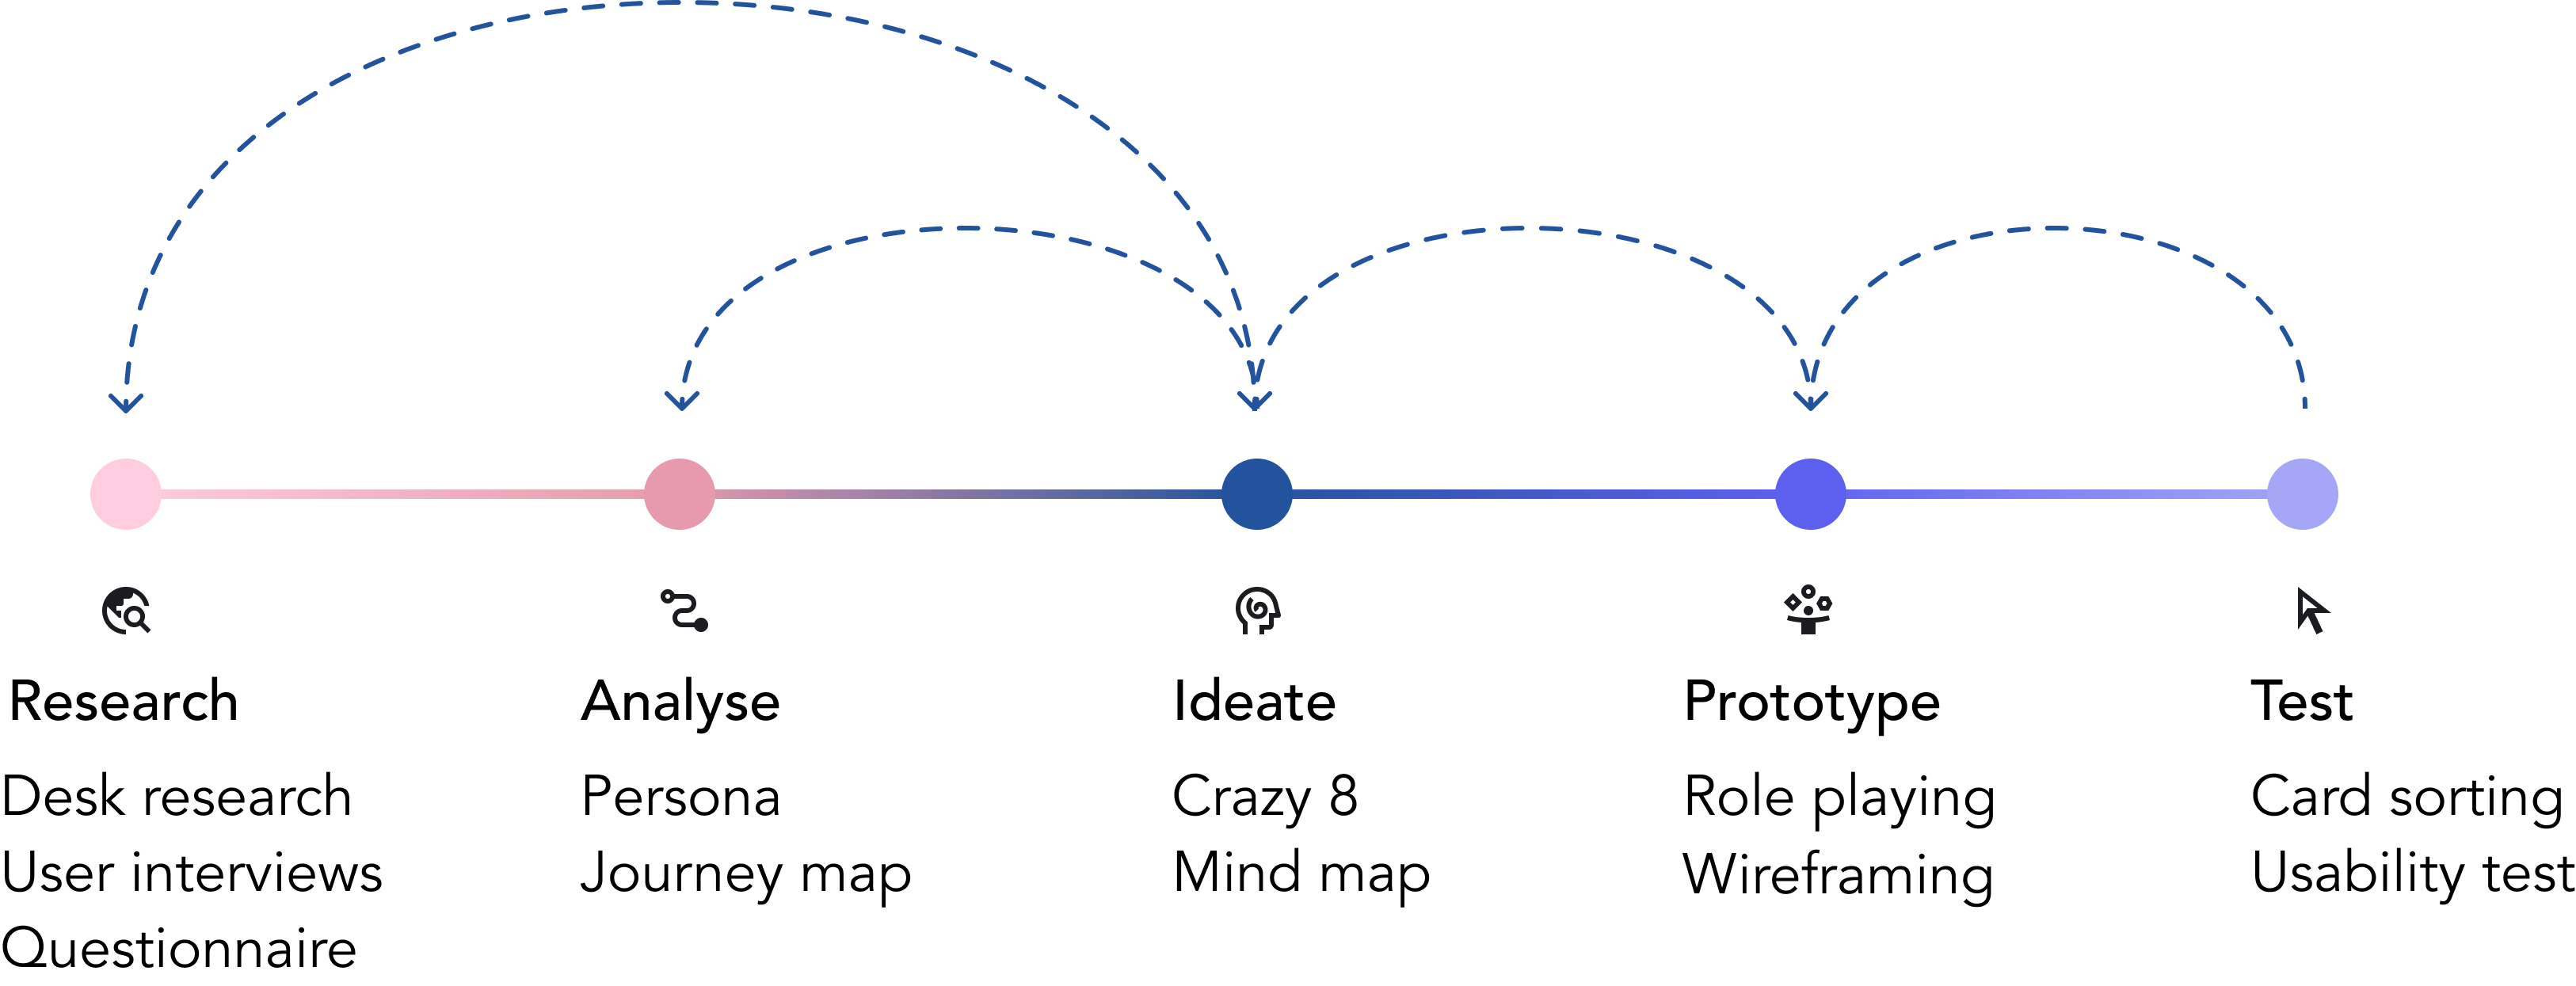 Research
Desk research
User interviews
Questionnaire
Analyse
Persona
Journey map
Ideate
Crazy 8
Mind map
Prototype
Role playing
Wireframing
Test
Card sorting
Usability test